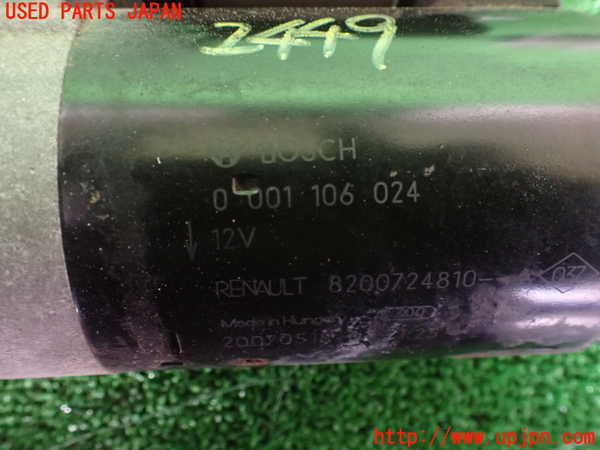 USED PARTS JAPAN
2449
BOSCH
0 001 106 024
12V
RENAULT 8200724810-
037
Made in Hungary
http://www.upjpn.com/